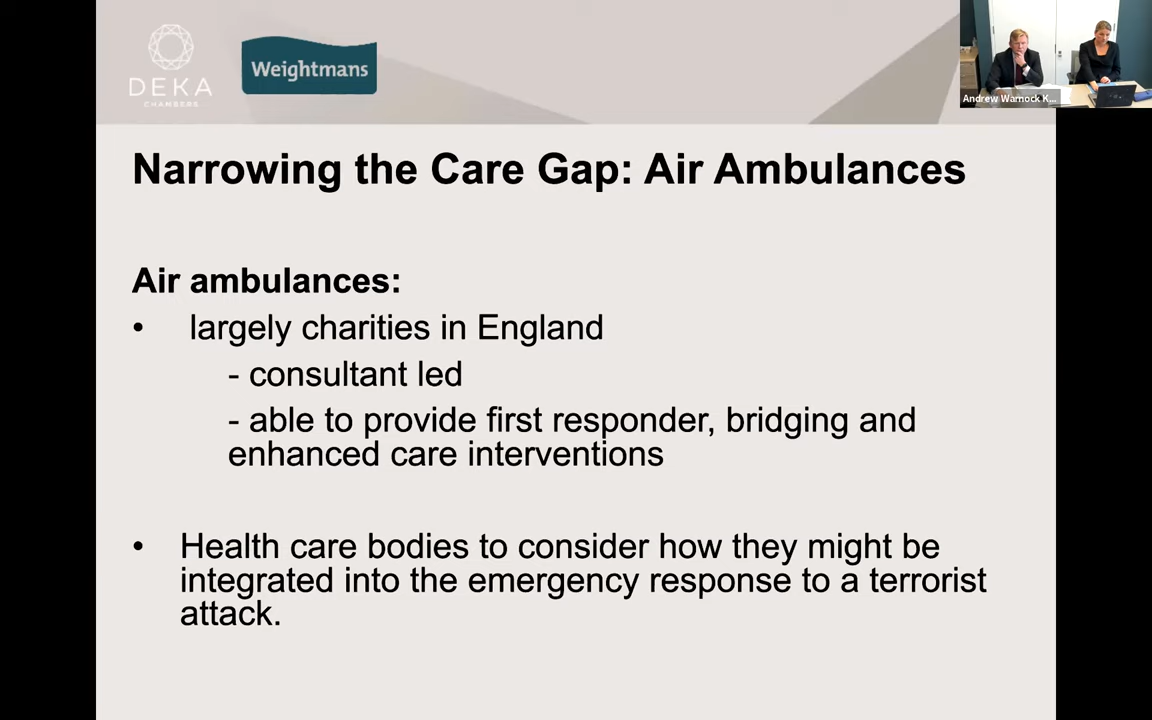 DEKA
CHAMBERS
Weightmans
Andrew Warnock K...
Narrowing the Care Gap: Air Ambulances
Air ambulances:
• largely charities in England
- consultant led
- able to provide first responder, bridging and
enhanced care interventions
• Health care bodies to consider how they might be
integrated into the emergency response to a terrorist
attack.